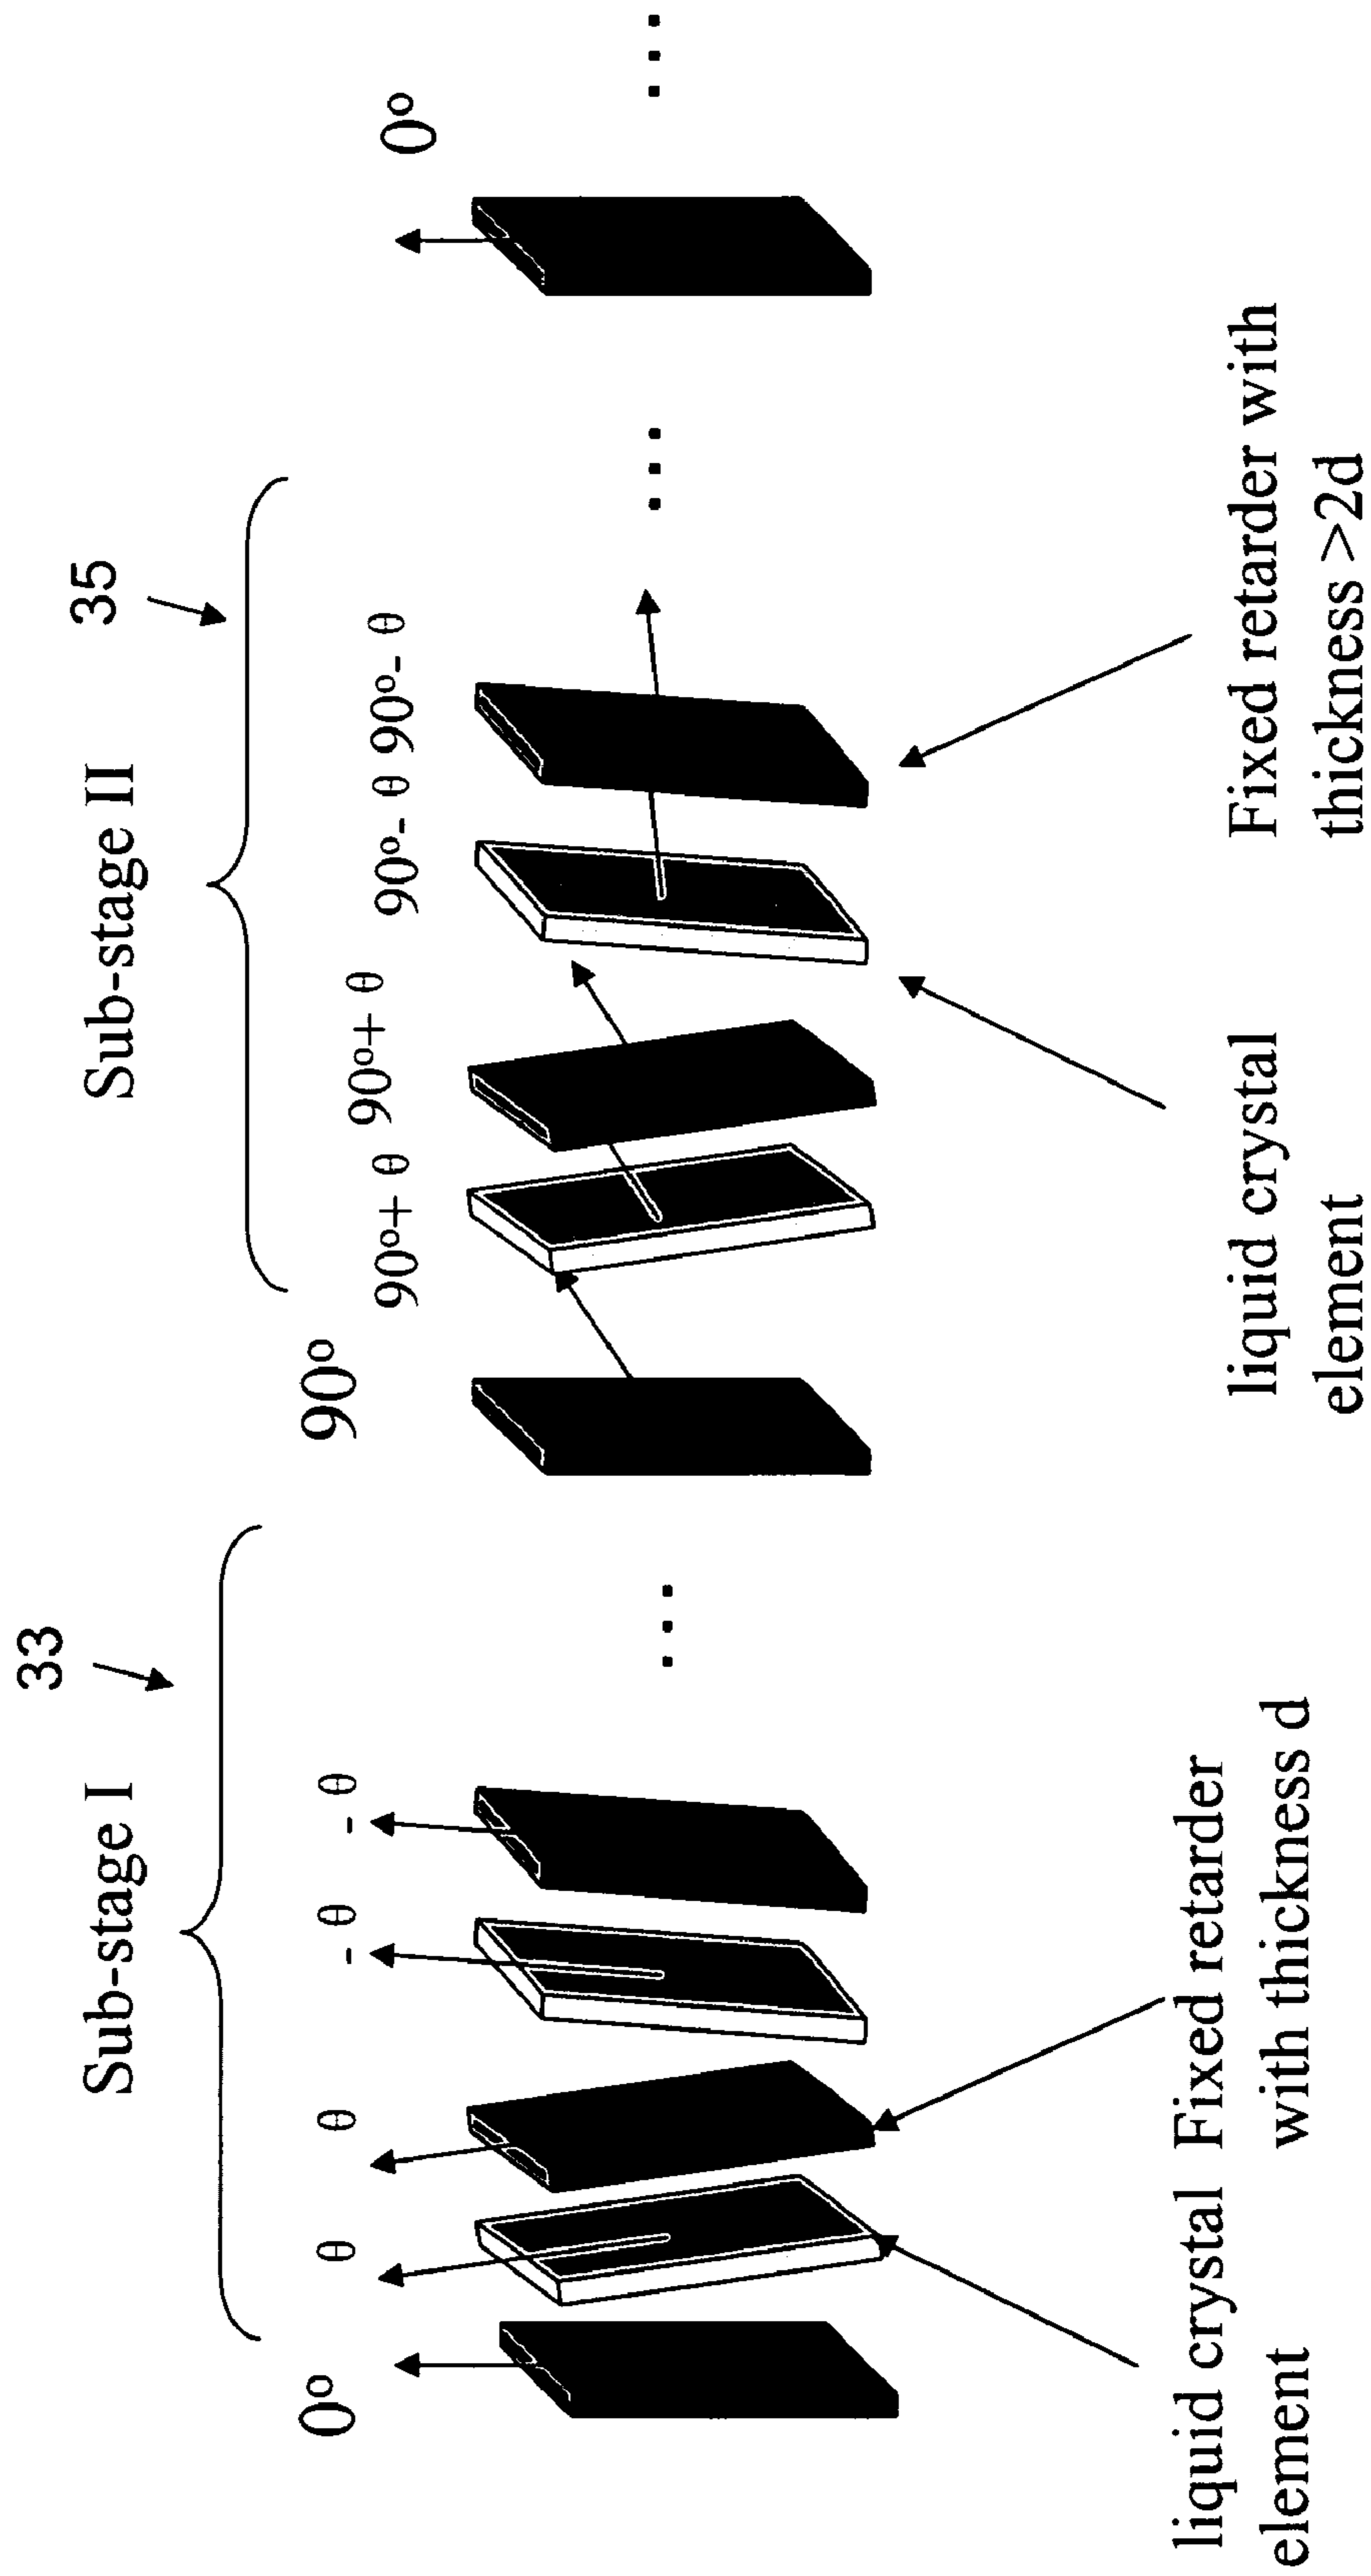 33
Sub-stage I
35
Sub-stage II
0°
θ
θ
- θ
- θ
...
90°
90°+ θ
90°+ θ
90°- θ
90°- θ
...
0°
...
liquid crystal
element
Fixed retarder
with thickness d
liquid crystal
element
Fixed retarder with
thickness >2d